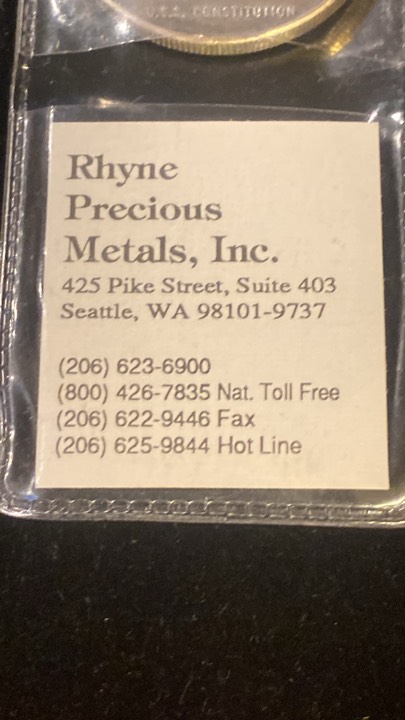 U.S.S. CONSTITUTION
Rhyne
Precious
Metals, Inc.
425 Pike Street, Suite 403
Seattle, WA 98101-9737
(206) 623-6900
(800) 426-7835 Nat. Toll Free
(206) 622-9446 Fax
(206) 625-9844 Hot Line